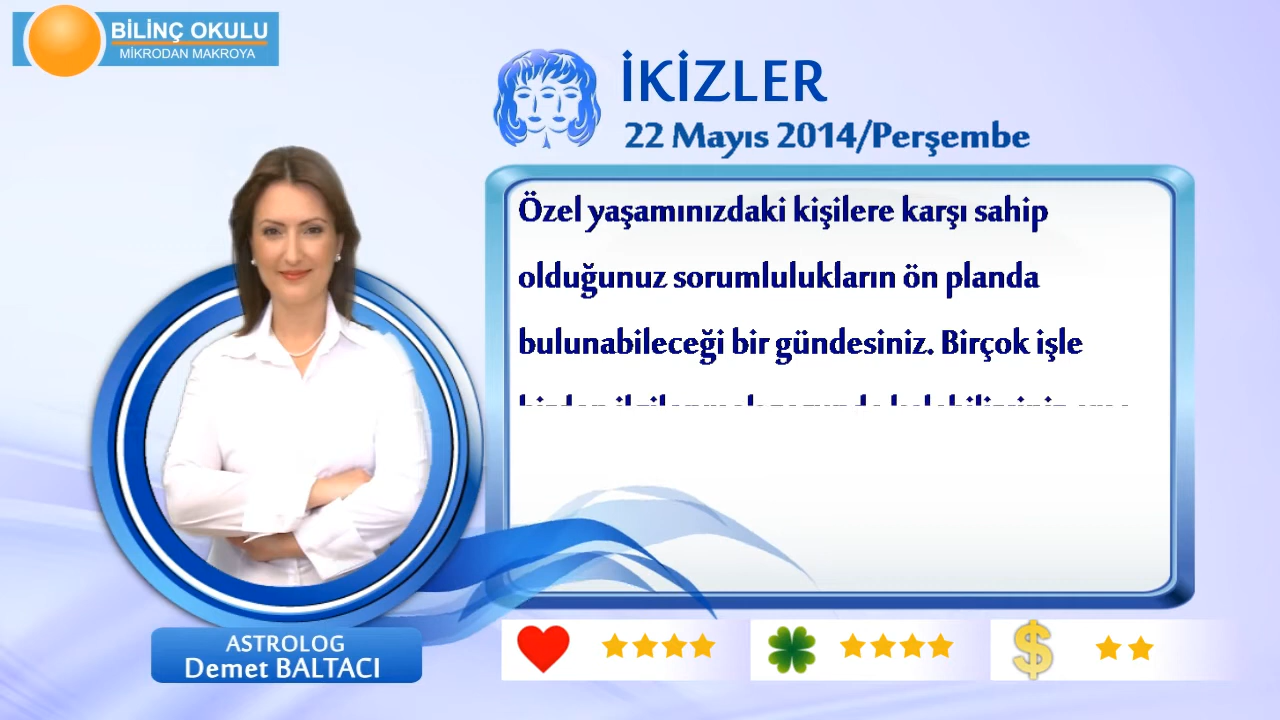 BİLİNÇ OKULU
MİKRODAN MAKROYA
İKİZLER
22 Mayıs 2014/Perşembe
Özel yaşamınızdaki kişilere karşı sahip
olduğunuz sorumlulukların ön planda
bulunabileceği bir gündesiniz. Birçok işle
ASTROLOG
Demet BALTACI